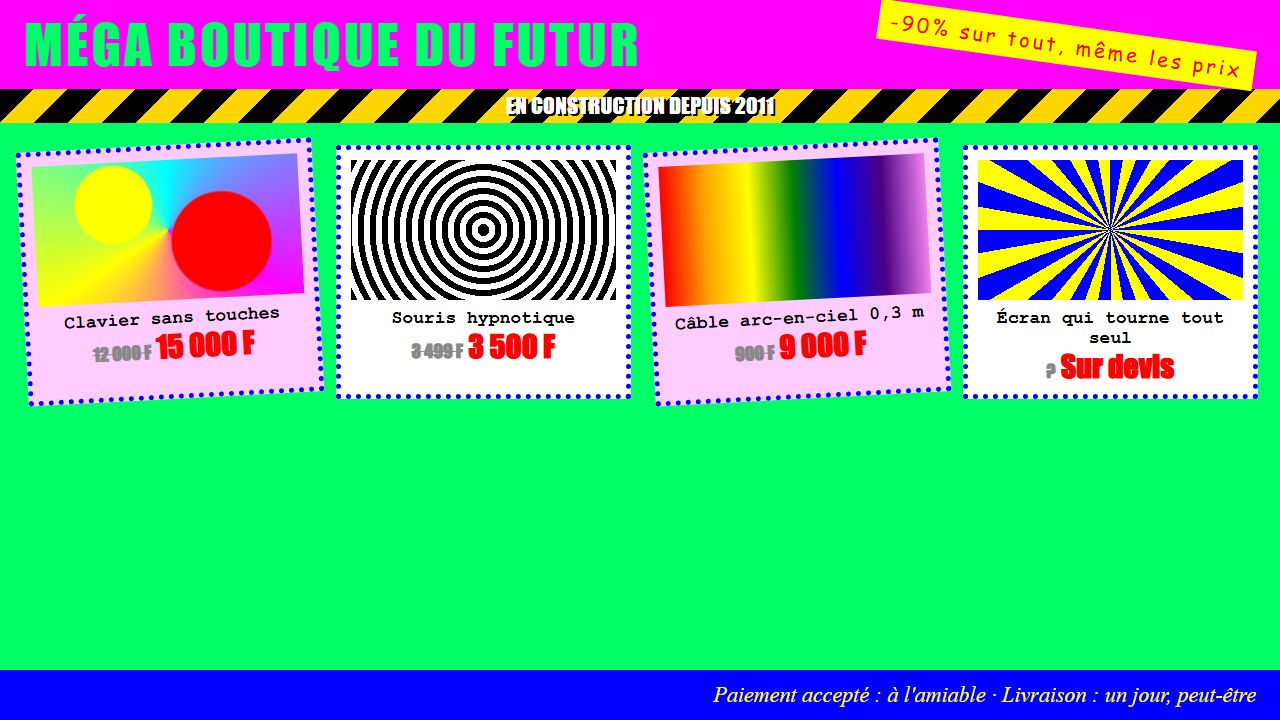 MÉGA BOUTIQUE DU FUTUR
-90% sur tout, même les prix
EN CONSTRUCTION DEPUIS 2011
Clavier sans touches
12 000 F 15 000 F
Souris hypnotique
3 499 F 3 500 F
Câble arc-en-ciel 0,3 m
900 F 9 000 F
Écran qui tourne tout
seul
? Sur devis
Paiement accepté : à l'amiable · Livraison : un jour, peut-être